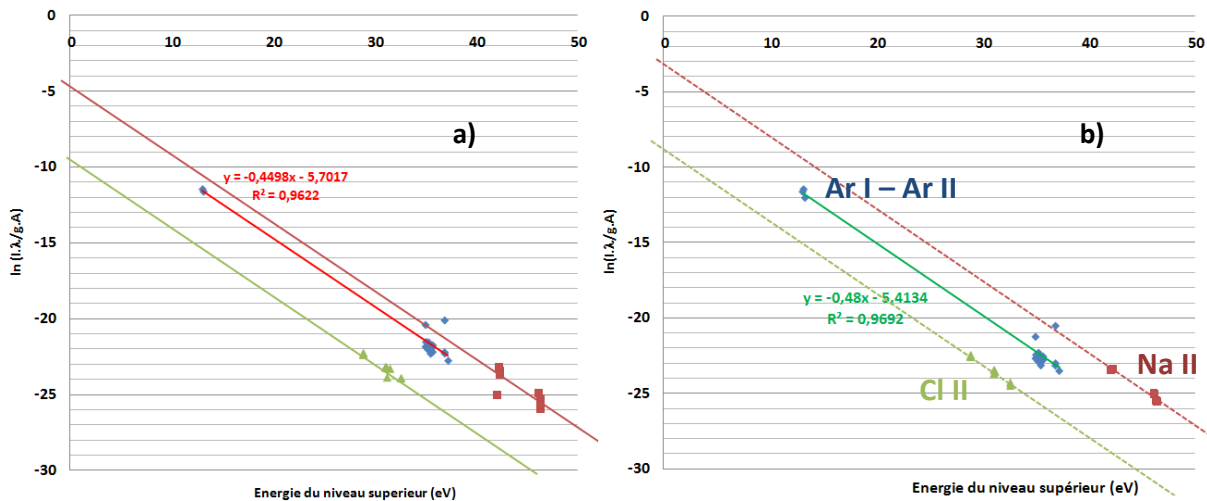 0
0 10 20 30 40 50
-5
-10
-15
-20
-25
-30
ln (I.λ/g.A)
a)
y = -0,4498x - 5,7017
R² = 0,9622
Energie du niveau superieur (eV)
0
0 10 20 30 40 50
-5
-10
-15
-20
-25
-30
ln(I.λ/g.A)
b)
Ar I – Ar II
y = -0,48x - 5,4134
R² = 0,9692
Na II
Cl II
Energie du niveau supérieur (eV)